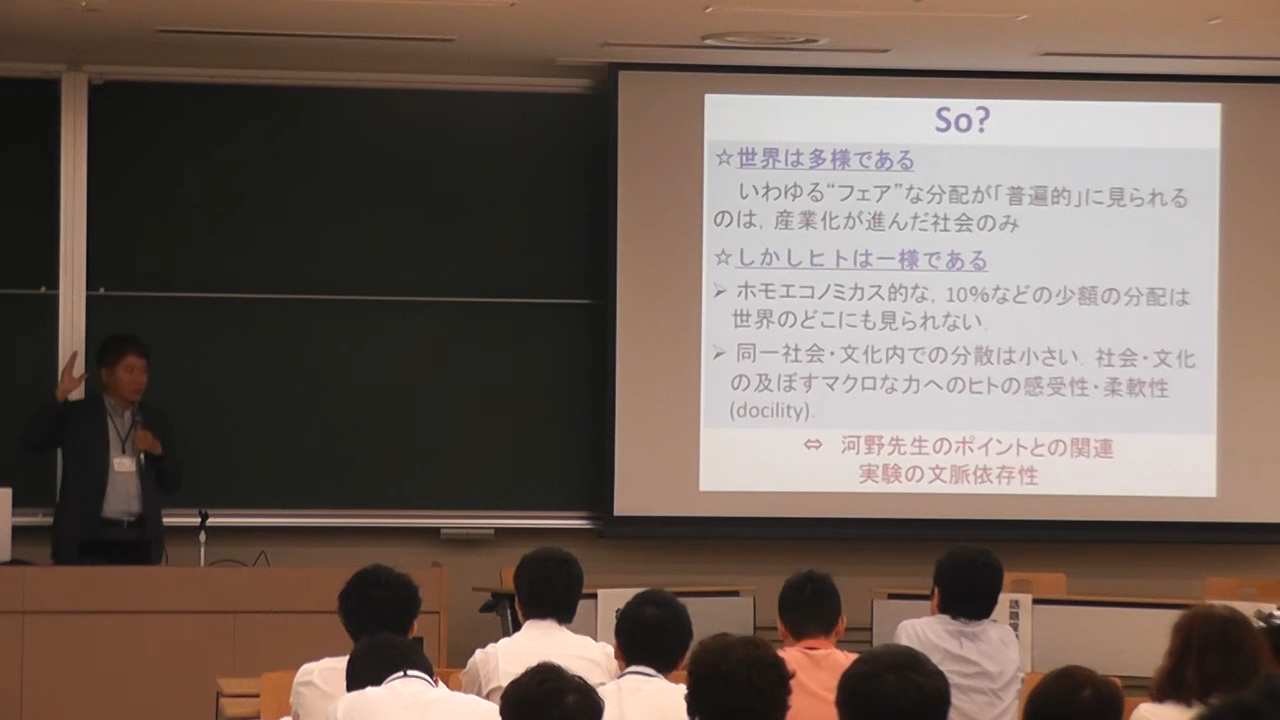 So?
☆世界は多様である
いわゆる“フェア”な分配が「普遍的」に見られる
のは，産業化が進んだ社会のみ
☆しかしヒトは一様である
➢ ホモエコノミカス的な，10%などの少額の分配は
世界のどこにも見られない．
➢ 同一社会・文化内での分散は小さい．社会・文化
の及ぼすマクロな力へのヒトの感受性・柔軟性
(docility).
⇔ 河野先生のポイントとの関連
実験の文脈依存性
話題